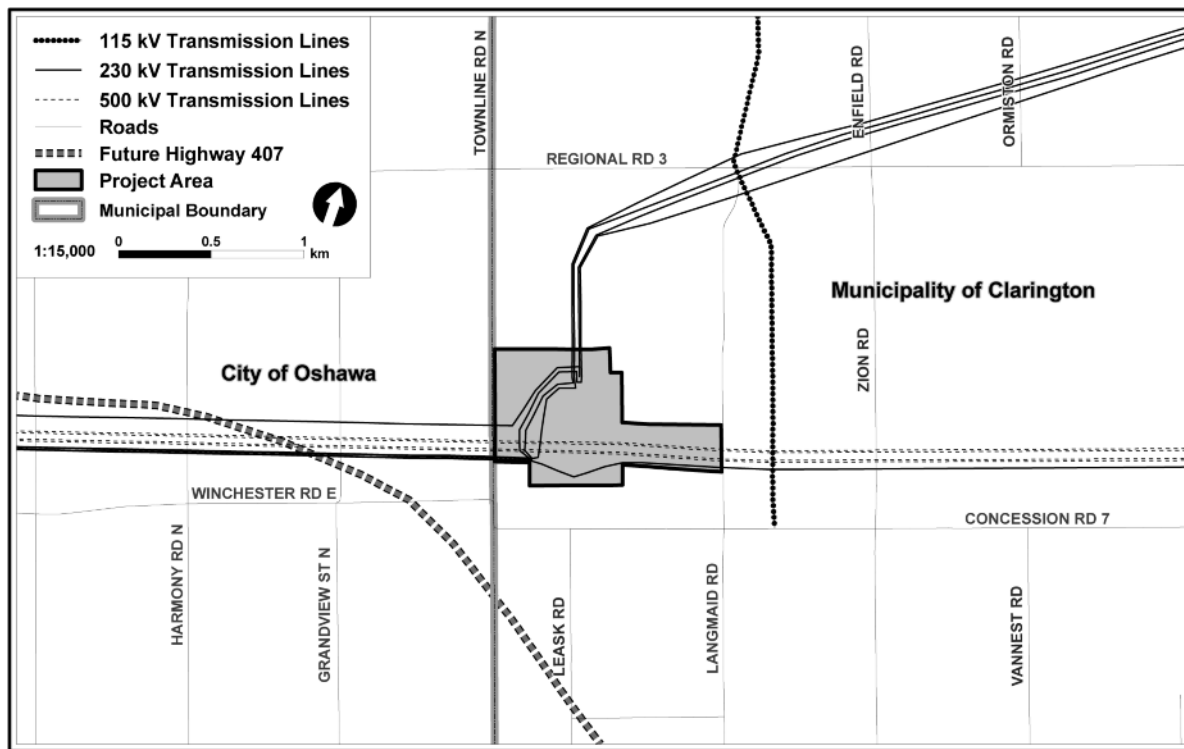 115 kV Transmission Lines
230 kV Transmission Lines
500 kV Transmission Lines
Roads
Future Highway 407
Project Area
Municipal Boundary
1:15,000
0 0.5 1
km
TOWNLINE RD N
ENFIELD RD
ORMISTON RD
REGIONAL RD 3
Municipality of Clarington
City of Oshawa
ZION RD
WINCHESTER RD E
CONCESSION RD 7
HARMONY RD N
GRANDVIEW ST N
LEASK RD
LANGMAID RD
VANNEST RD